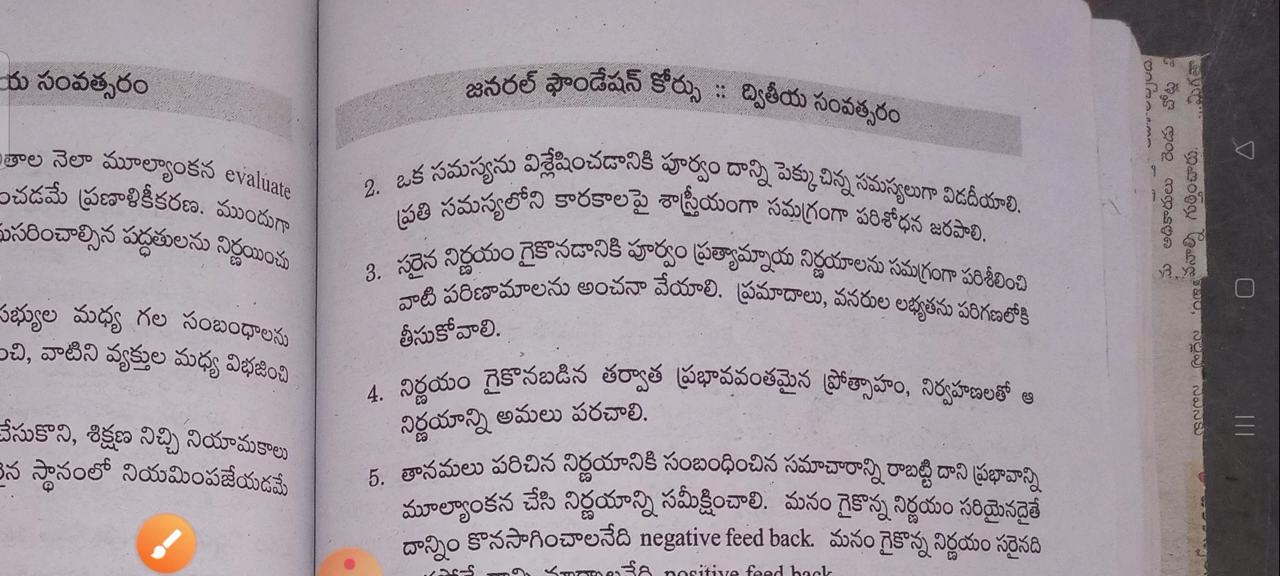 య సంవత్సరం
తాల నెలా మూల్యాంకన evaluate
ంచడమే ప్రణాళికీకరణ. ముందుగా
సరించాల్సిన పద్ధతులను నిర్ణయించు
సభ్యుల మధ్య గల సంబంధాలను
ంచి, వాటిని వ్యక్తుల మధ్య విభజించి
చేసుకొని, శిక్షణ నిచ్చి నియామకాలు
స్థానంలో నియమింపజేయడమే
జనరల్ ఫౌండేషన్ కోర్సు :: ద్వితీయ సంవత్సరం
2. ఒక సమస్యను విశ్లేషించడానికి పూర్వం దాన్ని పెక్కు చిన్న సమస్యలుగా విడదీయాలి.
ప్రతి సమస్యలోని కారకాలపై శాస్త్రీయంగా సమగ్రంగా పరిశోధన జరపాలి.
3. సరైన నిర్ణయం గైకొనడానికి పూర్వం ప్రత్యామ్నాయ నిర్ణయాలను సమగ్రంగా పరిశీలించి
వాటి పరిణామాలను అంచనా వేయాలి. ప్రమాదాలు, వనరుల లభ్యతను పరిగణలోకి
తీసుకోవాలి.
4. నిర్ణయం గైకొనబడిన తర్వాత ప్రభావవంతమైన ప్రోత్సాహం, నిర్వహణలతో ఆ
నిర్ణయాన్ని అమలు పరచాలి.
5. తానమలు పరిచిన నిర్ణయానికి సంబంధించిన సమాచారాన్ని రాబట్టి దాని ప్రభావాన్ని
మూల్యాంకన చేసి నిర్ణయాన్ని సమీక్షించాలి. మనం గైకొన్న నిర్ణయం సరియైనదైతే
దాన్నిం కొనసాగించాలనేది negative feed back. మనం గైకొన్న నిర్ణయం సరైనది
positive feed back